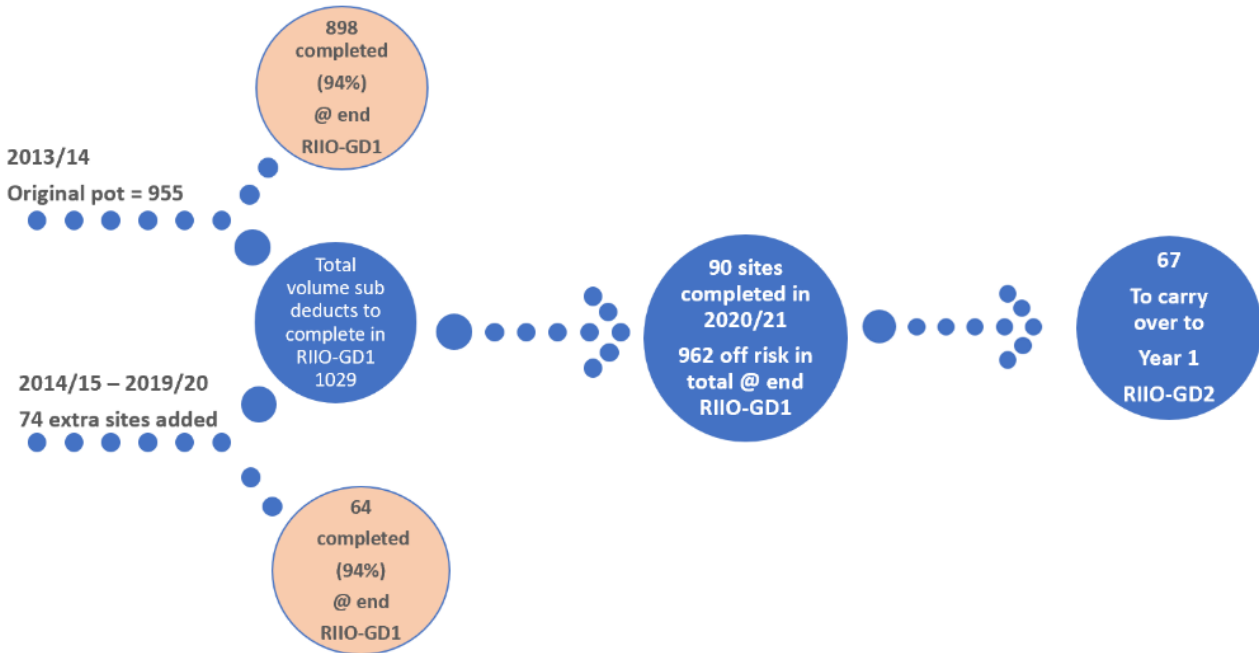 898
completed
(94%)
@ end
RIIO-GD1
2013/14
Original pot = 955
Total
volume sub
deducts to
complete in
RIIO-GD1
1029
2014/15 – 2019/20
74 extra sites added
64
completed
(94%)
@ end
RIIO-GD1
90 sites
completed in
2020/21
962 off risk in
total @ end
RIIO-GD1
67
To carry
over to
Year 1
RIIO-GD2